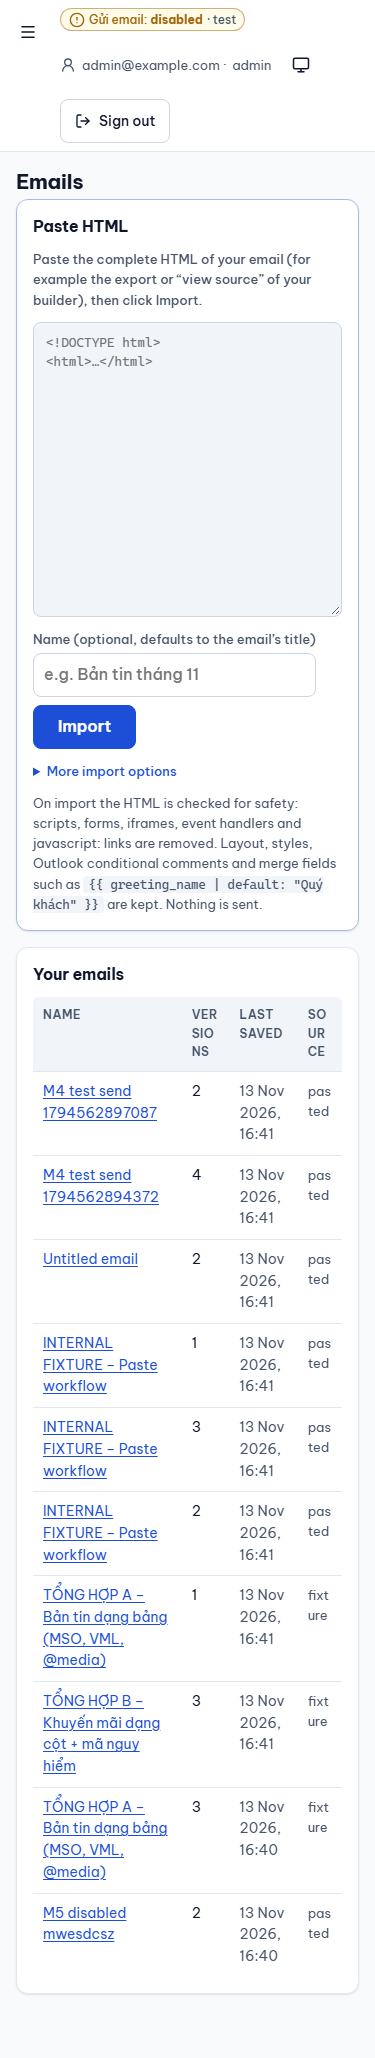 Gửi email: disabled · test
admin@example.com · admin
Sign out
Emails
Paste HTML
Paste the complete HTML of your email (for
example the export or “view source” of your
builder), then click Import.
<!DOCTYPE html>
<html>…</html>
Name (optional, defaults to the email's title)
e.g. Bản tin tháng 11
Import
More import options
On import the HTML is checked for safety:
scripts, forms, iframes, event handlers and
javascript: links are removed. Layout, styles,
Outlook conditional comments and merge fields
such as {{ greeting_name | default: "Quý
khách" }} are kept. Nothing is sent.
Your emails
NAME VER LAST SO
SIO SAVED UR
NS CE
M4 test send 2 13 Nov pas
1794562897087 2026, ted
16:41
M4 test send 4 13 Nov pas
1794562894372 2026, ted
16:41
Untitled email 2 13 Nov pas
2026, ted
16:41
INTERNAL 1 13 Nov pas
FIXTURE – Paste 2026, ted
workflow 16:41
INTERNAL 3 13 Nov pas
FIXTURE – Paste 2026, ted
workflow 16:41
INTERNAL 2 13 Nov pas
FIXTURE – Paste 2026, ted
workflow 16:41
TỔNG HỢP A – 1 13 Nov fixt
Bản tin dạng bảng 2026, ure
(MSO, VML, 16:41
@media)
TỔNG HỢP B – 3 13 Nov fixt
Khuyến mãi dạng 2026, ure
cột + mã nguy 16:41
hiểm
TỔNG HỢP A – 3 13 Nov fixt
Bản tin dạng bảng 2026, ure
(MSO, VML, 16:40
@media)
M5 disabled 2 13 Nov pas
mwesdcsz 2026, ted
16:40